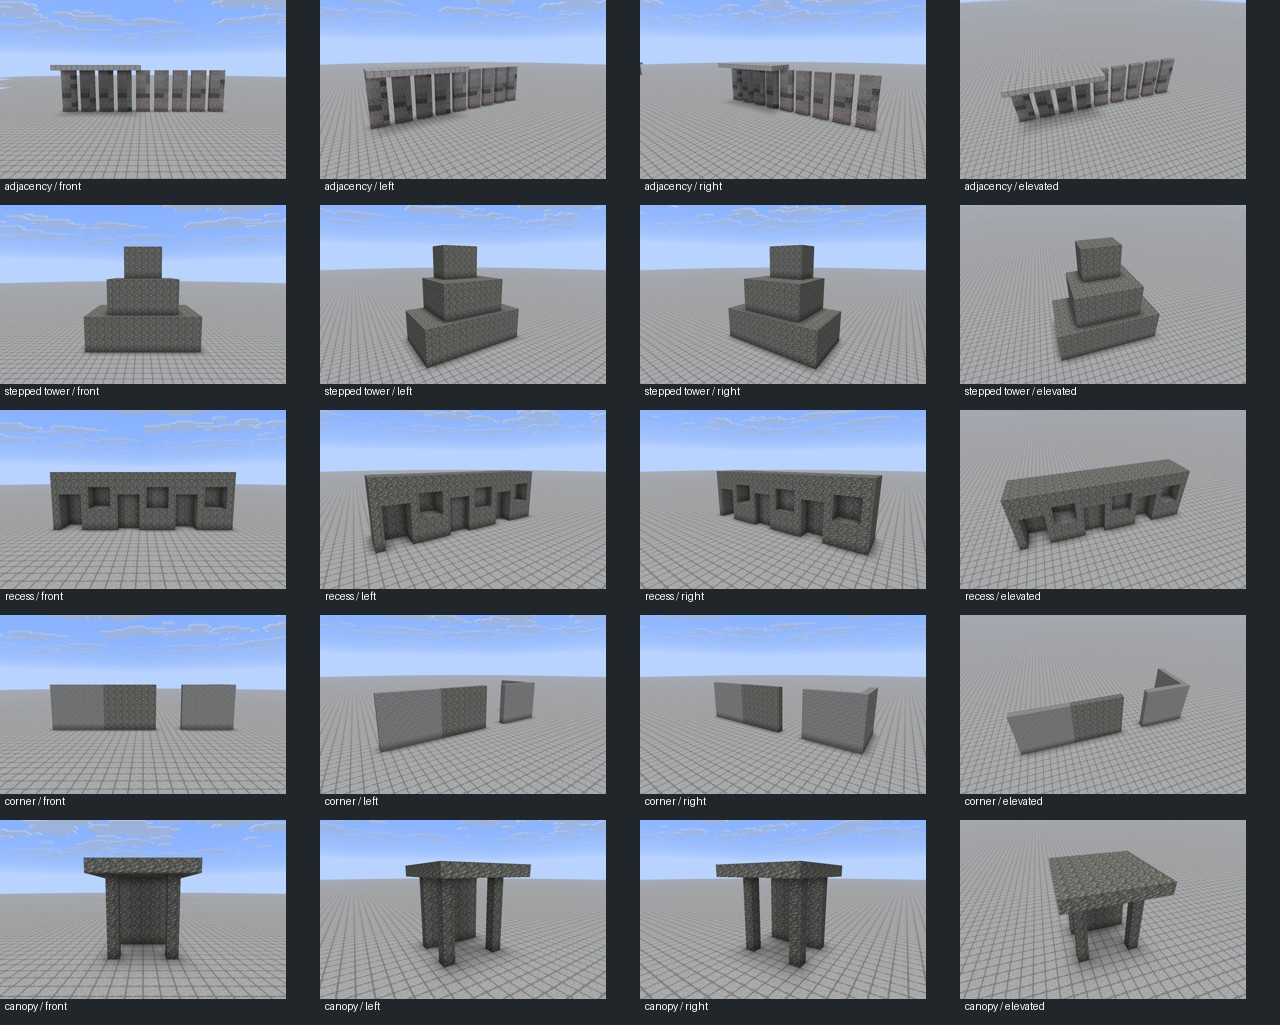 adjacency / front
adjacency / left
adjacency / right
adjacency / elevated
stepped tower / front
stepped tower / left
stepped tower / right
stepped tower / elevated
recess / front
recess / left
recess / right
recess / elevated
corner / front
corner / left
corner / right
corner / elevated
canopy / front
canopy / left
canopy / right
canopy / elevated